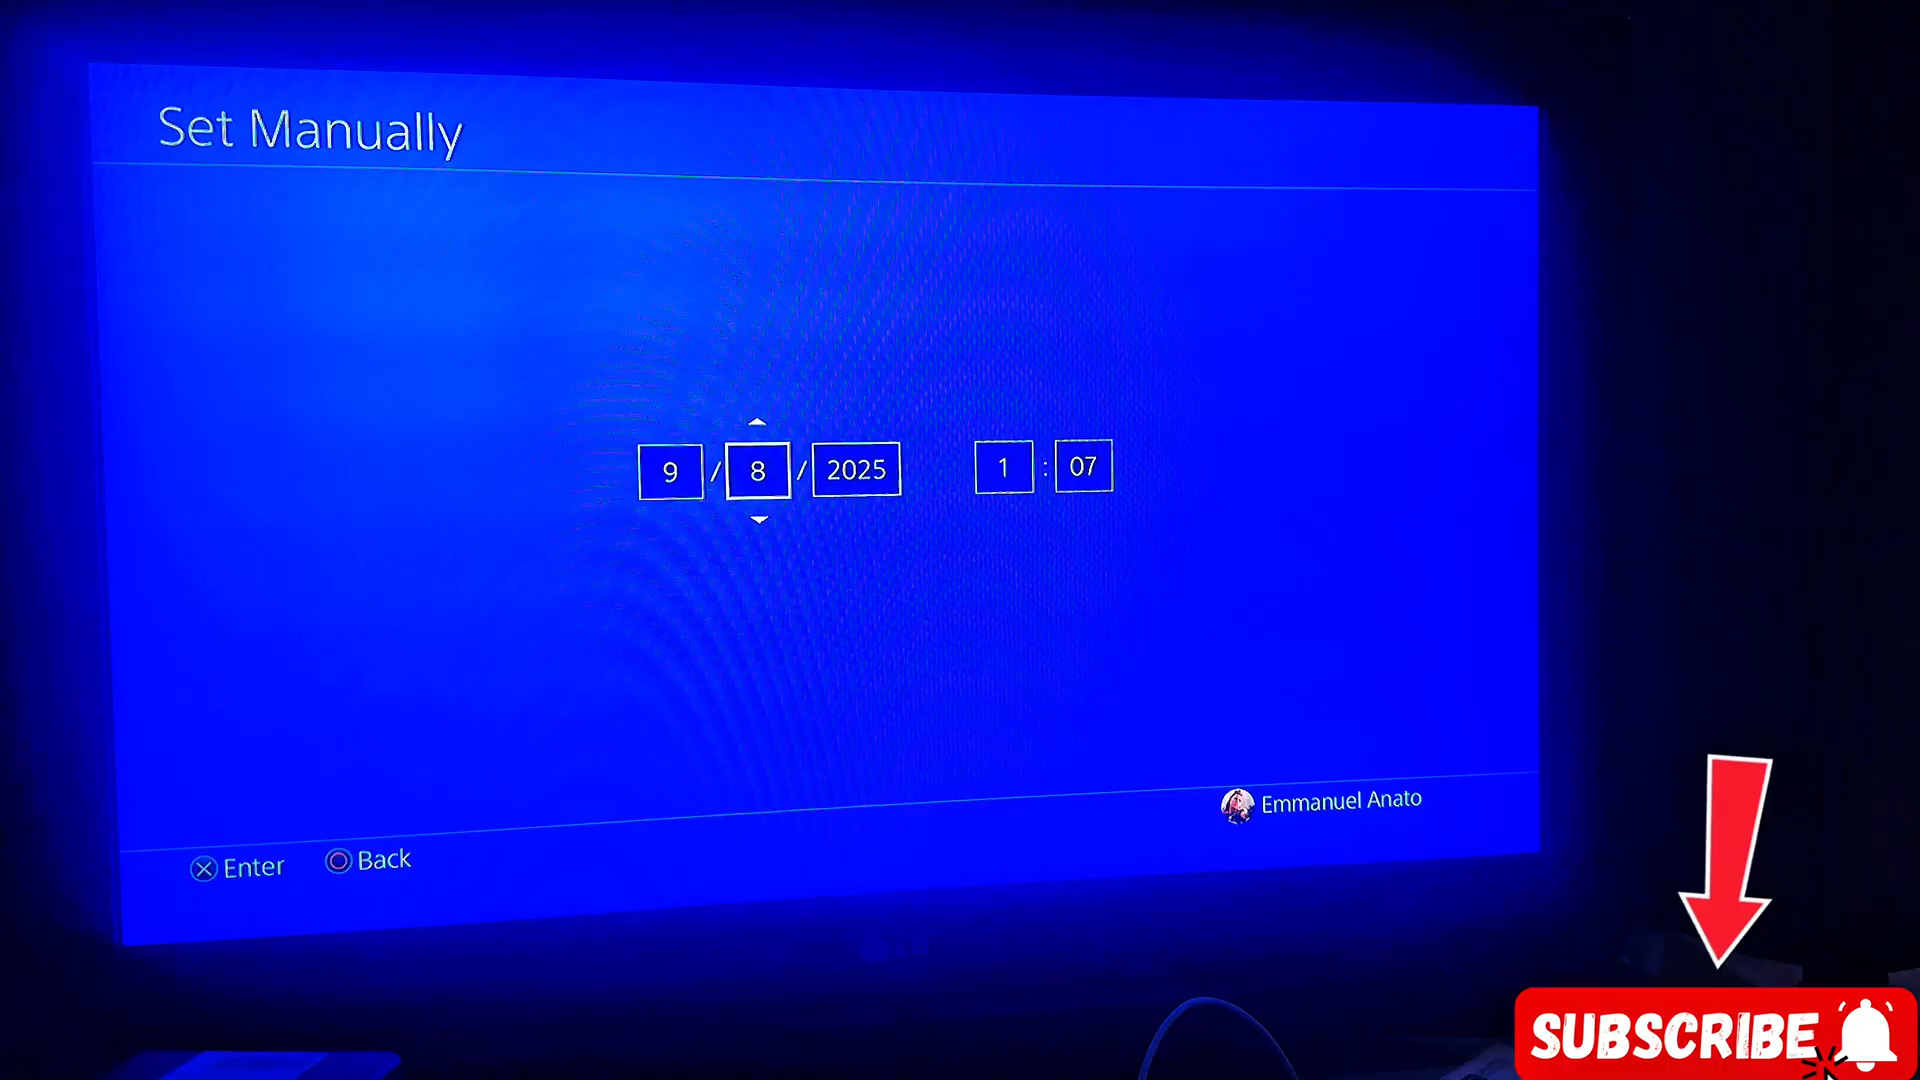 Set Manually
9 / 8 / 2025 1 : 07
Emmanuel Anato
Enter Back
SUBSCRIBE